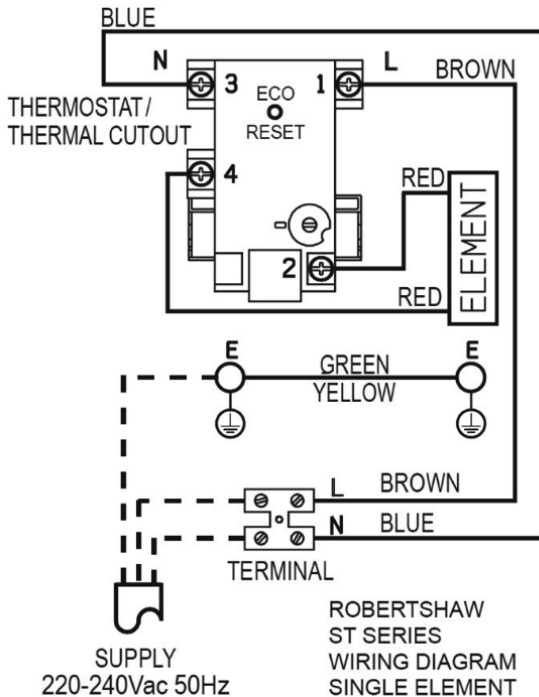 BLUE
N
L
BROWN
3
ECO
1
RESET
THERMOSTAT/
THERMAL CUTOUT
4
RED
ELEMENT
2
RED
E
E
GREEN
YELLOW
L
BROWN
N
BLUE
TERMINAL
SUPPLY
220-240Vac 50Hz
ROBERTSHAW
ST SERIES
WIRING DIAGRAM
SINGLE ELEMENT